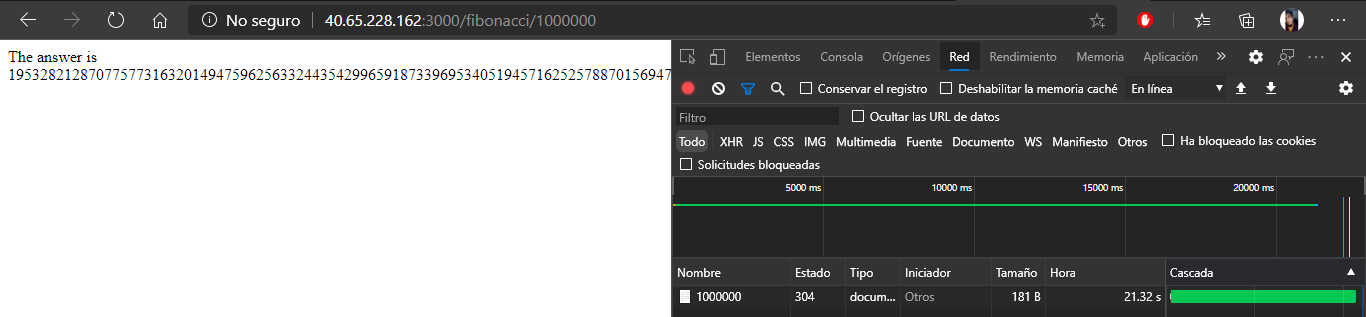 No seguro 40.65.228.162:3000/fibonacci/1000000
The answer is
19532821287077577316320149475962563324435429965918733969534051945716252578870156947
Elementos Consola Orígenes Red Rendimiento Memoria Aplicación
Conservar el registro Deshabilitar la memoria caché En línea
Filtro Ocultar las URL de datos
Todo XHR JS CSS IMG Multimedia Fuente Documento WS Manifiesto Otros Ha bloqueado las cookies
Solicitudes bloqueadas
5000 ms 10000 ms 15000 ms 20000 ms
Nombre Estado Tipo Iniciador Tamaño Hora Cascada
1000000 304 docum... Otros 181 B 21.32 s